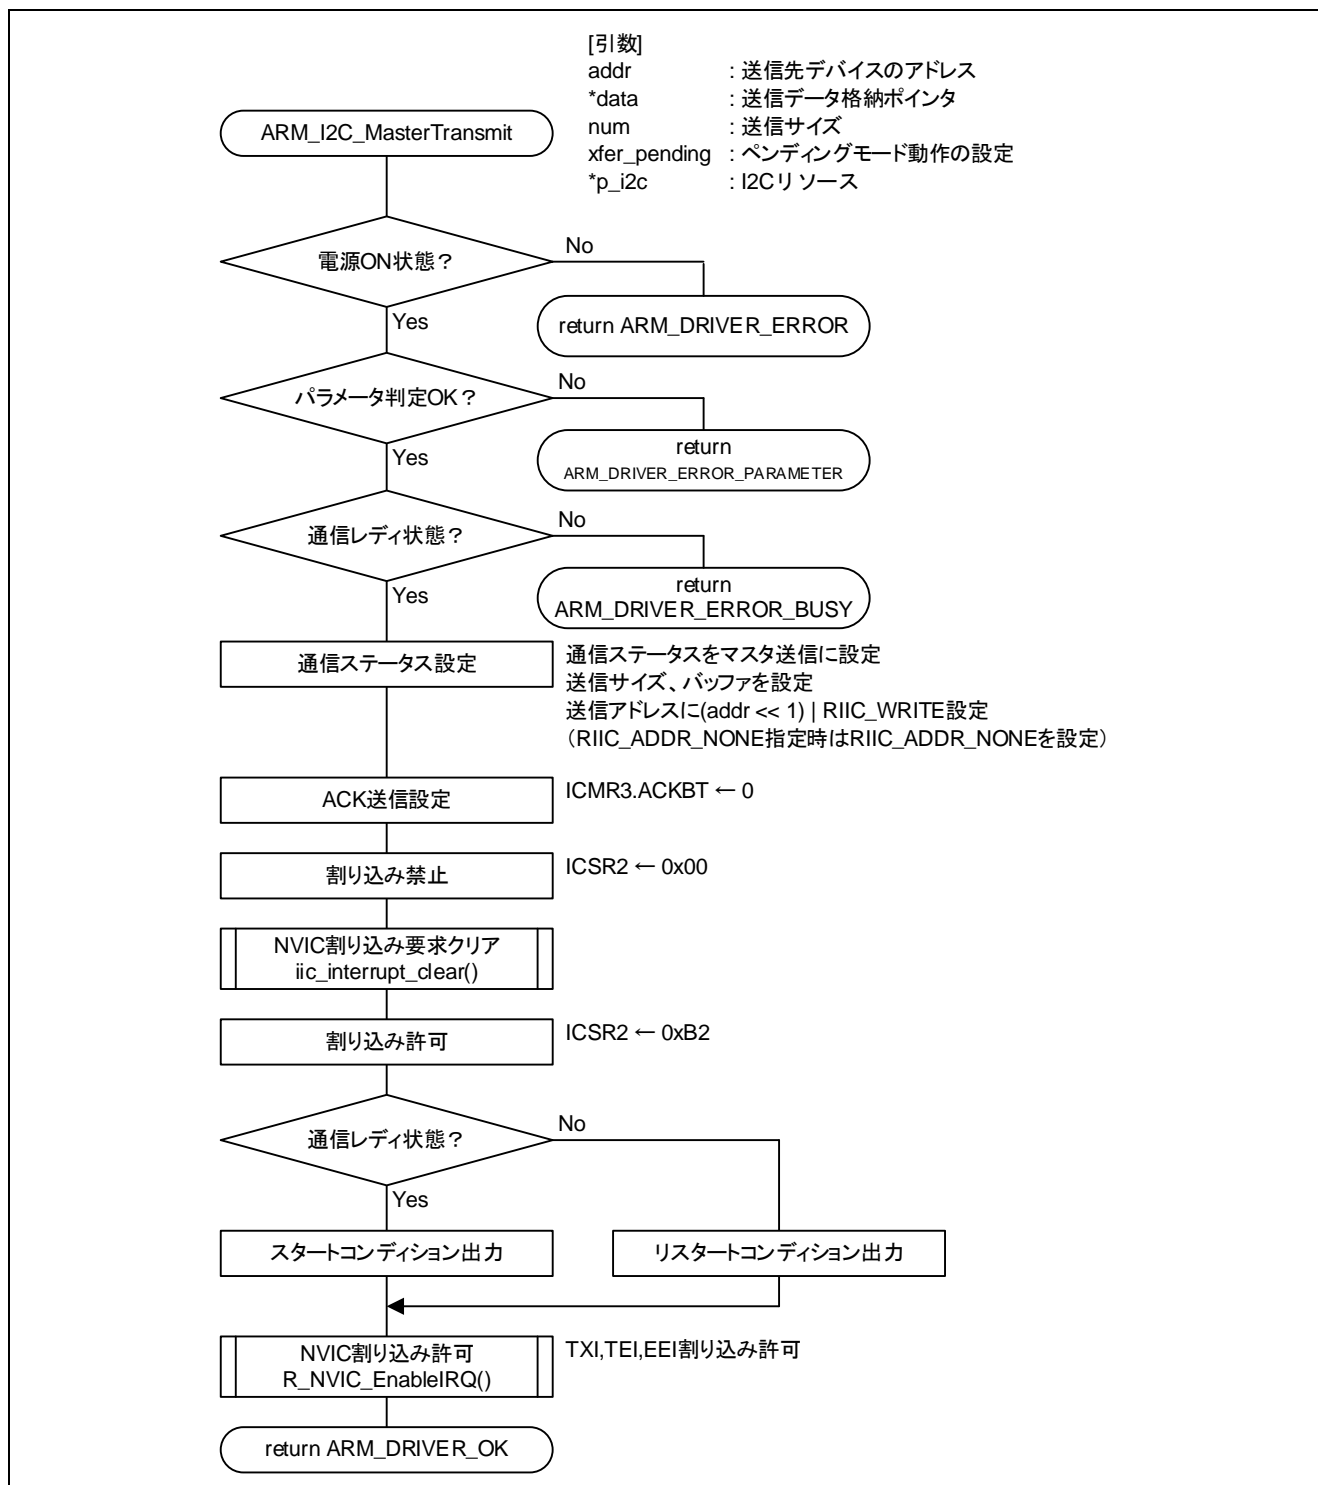 [引数]
addr : 送信先デバイスのアドレス
*data : 送信データ格納ポインタ
num : 送信サイズ
xfer_pending : ペンディングモード動作の設定
*p_i2c : I2Cリソース
ARM_I2C_MasterTransmit
電源ON状態？
No
Yes
return ARM_DRIVER_ERROR
パラメータ判定OK？
No
Yes
return
ARM_DRIVER_ERROR_PARAMETER
通信レディ状態？
No
Yes
return
ARM_DRIVER_ERROR_BUSY
通信ステータス設定
通信ステータスをマスタ送信に設定
送信サイズ、バッファを設定
送信アドレスに(addr << 1) | RIIC_WRITE設定
（RIIC_ADDR_NONE指定時はRIIC_ADDR_NONEを設定）
ACK送信設定
ICMR3.ACKBT ← 0
割り込み禁止
ICSR2 ← 0x00
NVIC割り込み要求クリア
iic_interrupt_clear()
割り込み許可
ICSR2 ← 0xB2
通信レディ状態？
No
Yes
スタートコンディション出力
リスタートコンディション出力
NVIC割り込み許可
R_NVIC_EnableIRQ()
TXI,TEI,EEI割り込み許可
return ARM_DRIVER_OK